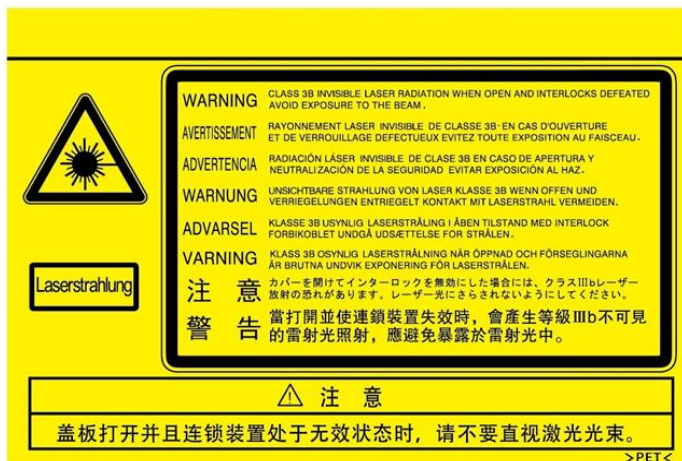 WARNING CLASS 3B INVISIBLE LASER RADIATION WHEN OPEN AND INTERLOCKS DEFEATED
AVOID EXPOSURE TO THE BEAM.
AVERTISSEMENT RAYONNEMENT LASER INVISIBLE DE CLASSE 3B-EN CAS D'OUVERTURE
ET DE VERROUILLAGE DEFECTUEUX EVITEZ TOUTE EXPOSITION AU FAISCEAU.
ADVERTENCIA RADIACIÓN LÁSER INVISIBLE DE CLASE 3B EN CASO DE APERTURA Y
NEUTRALIZACIÓN DE LA SEGURIDAD EVITAR EXPOSICIÓN AL HAZ.
WARNUNG UNSICHTBARE STRAHLUNG VON LASER KLASSE 3B WENN OFFEN UND
VERRIEGELUNGEN ENTRIEGELT KONTAKT MIT LASERSTRAHL VERMEIDEN.
ADVARSEL KLASSE 3B USYNLIG LASERSTRÅLING I ÅBEN TILSTAND MED INTERLOCK
FORBIKOBLET UNDGÅ UDSÆTTELSE FOR STRÅLEN.
VARNING KLASS 3B OSYNLIG LASERSTRÅLNING NÄR ÖPPNAD OCH FÖRSEGLINGARNA
ÄR BRUTNA UNDVIK EXPONERING FÖR LASERSTRÅLEN.
注 意 カバーを開けてインターロックを無効にした場合には、クラスIIIbレーザー
放射の恐れがあります。レーザー光にさらされないようにしてください。
警 告 當打開並使連鎖裝置失效時，會產生等級IIIb不可見
的雷射光照射，應避免暴露於雷射光中。
Laserstrahlung
⚠ 注 意
盖板打开并且连锁装置处于无效状态时，请不要直视激光光束。
>PET<